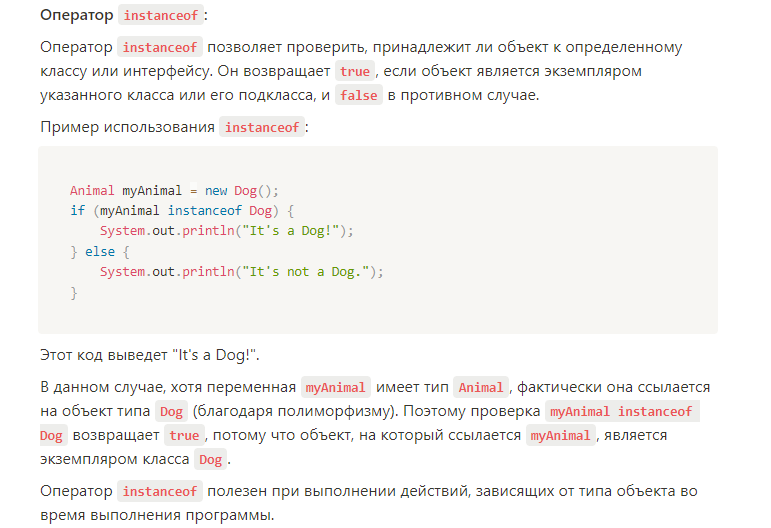 Оператор instanceof:
Оператор instanceof позволяет проверить, принадлежит ли объект к определенному
классу или интерфейсу. Он возвращает true, если объект является экземпляром
указанного класса или его подкласса, и false в противном случае.
Пример использования instanceof:
Animal myAnimal = new Dog();
if (myAnimal instanceof Dog) {
    System.out.println("It's a Dog!");
} else {
    System.out.println("It's not a Dog.");
}
Этот код выведет "It's a Dog!".
В данном случае, хотя переменная myAnimal имеет тип Animal, фактически она ссылается
на объект типа Dog (благодаря полиморфизму). Поэтому проверка myAnimal instanceof
Dog возвращает true, потому что объект, на который ссылается myAnimal, является
экземпляром класса Dog.
Оператор instanceof полезен при выполнении действий, зависящих от типа объекта во
время выполнения программы.